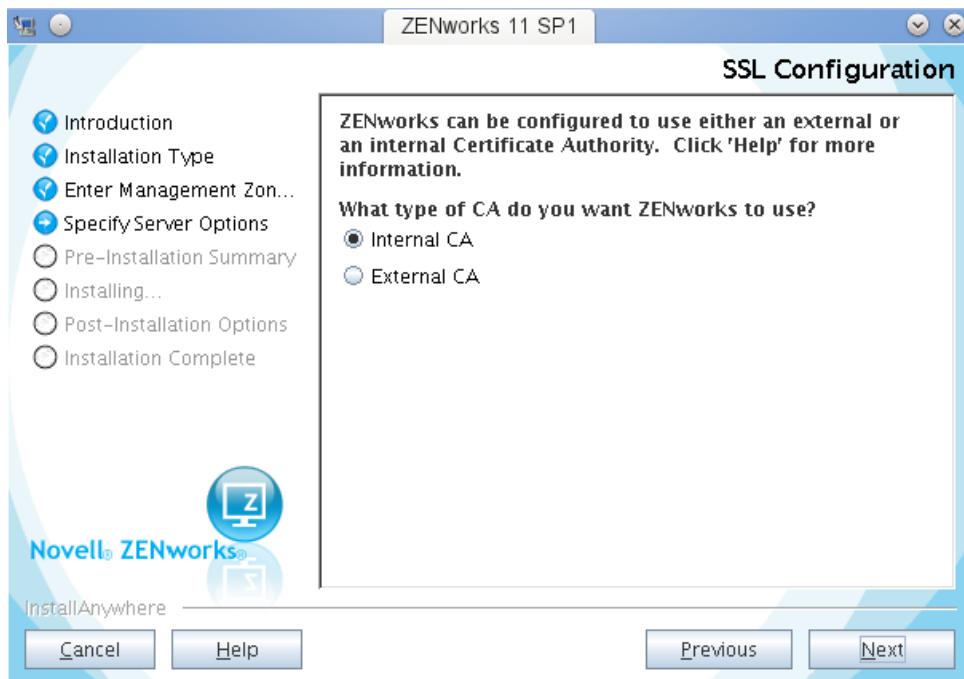 ZENworks 11 SP1
SSL Configuration
Introduction
Installation Type
Enter Management Zon...
Specify Server Options
Pre-Installation Summary
Installing...
Post-Installation Options
Installation Complete
ZENworks can be configured to use either an external or
an internal Certificate Authority. Click 'Help' for more
information.
What type of CA do you want ZENworks to use?
Internal CA
External CA
Z
Novell® ZENworks®
InstallAnywhere
Cancel
Help
Previous
Next